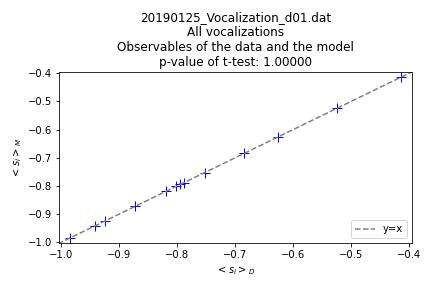 20190125_Vocalization_d01.dat
All vocalizations
Observables of the data and the model
p-value of t-test: 1.00000
−0.4
−0.5
−0.6
−0.7
−0.8
−0.9
−1.0
< s_i >_M
y=x
−1.0 −0.9 −0.8 −0.7 −0.6 −0.5 −0.4
< s_i >_D